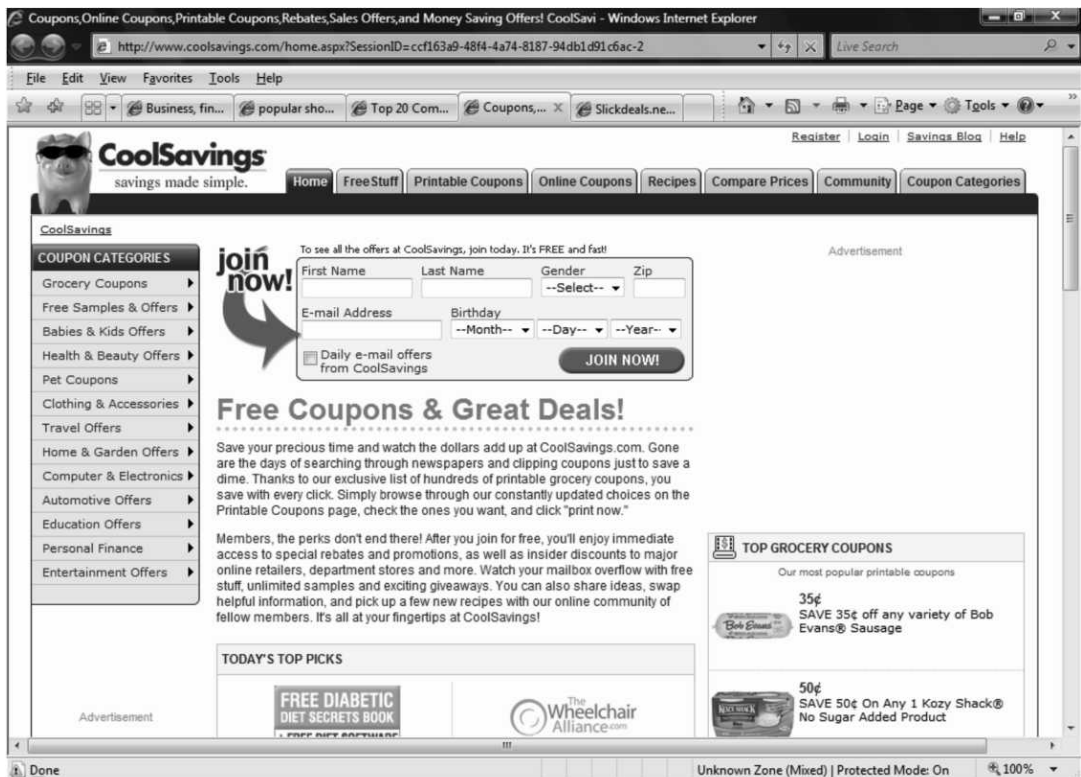 Coupons,Online Coupons,Printable Coupons,Rebates,Sales Offers,and Money Saving Offers! CoolSavi - Windows Internet Explorer
http://www.coolsavings.com/home.aspx?SessionID=ccf163a9-48f4-4a74-8187-94db1d91c6ac-2
Live Search
File Edit View Favorites Tools Help
Business, fin... popular sho... Top 20 Com... Coupons,... X Slickdeals.ne... Page Tools
Register | Login | Savings Blog | Help
CoolSavings
savings made simple.
Home Free Stuff Printable Coupons Online Coupons Recipes Compare Prices Community Coupon Categories
CoolSavings
COUPON CATEGORIES
Grocery Coupons
Free Samples & Offers
Babies & Kids Offers
Health & Beauty Offers
Pet Coupons
Clothing & Accessories
Travel Offers
Home & Garden Offers
Computer & Electronics
Automotive Offers
Education Offers
Personal Finance
Entertainment Offers
Advertisement
join now!
To see all the offers at CoolSavings, join today. It's FREE and fast!
First Name Last Name Gender Zip
--Select--
E-mail Address Birthday
--Month-- --Day-- --Year--
Daily e-mail offers
from CoolSavings
JOIN NOW!
Free Coupons & Great Deals!
Save your precious time and watch the dollars add up at CoolSavings.com. Gone
are the days of searching through newspapers and clipping coupons just to save a
dime. Thanks to our exclusive list of hundreds of printable grocery coupons, you
save with every click. Simply browse through our constantly updated choices on the
Printable Coupons page, check the ones you want, and click "print now."
Members, the perks don't end there! After you join for free, you'll enjoy immediate
access to special rebates and promotions, as well as insider discounts to major
online retailers, department stores and more. Watch your mailbox overflow with free
stuff, unlimited samples and exciting giveaways. You can also share ideas, swap
helpful information, and pick up a few new recipes with our online community of
fellow members. It's all at your fingertips at CoolSavings!
TODAY'S TOP PICKS
FREE DIABETIC
DIET SECRETS BOOK
+ FREE DIET SOFTWARE
The
Wheelchair
Alliance.com
Advertisement
TOP GROCERY COUPONS
Our most popular printable coupons
Bob Evans
35¢
SAVE 35¢ off any variety of Bob
Evans® Sausage
KOZY SHACK
50¢
SAVE 50¢ On Any 1 Kozy Shack®
No Sugar Added Product
Done
Unknown Zone (Mixed) | Protected Mode: On
100%